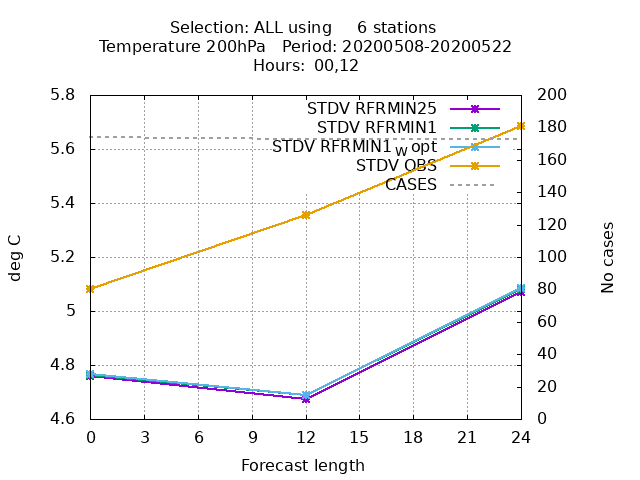 Selection: ALL using     6 stations
Temperature 200hPa   Period: 20200508-20200522
Hours:  00,12
5.8
5.6
5.4
5.2
5
4.8
4.6
deg C
STDV RFRMIN25
STDV RFRMIN1
STDV RFRMIN1_w opt
STDV OBS
CASES
200
180
160
140
120
100
80
60
40
20
0
No cases
0 3 6 9 12 15 18 21 24
Forecast length